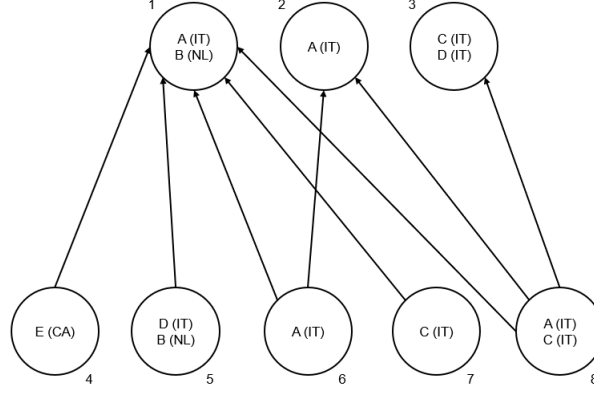 1
2
3
A (IT)
B (NL)
A (IT)
C (IT)
D (IT)
E (CA)
D (IT)
B (NL)
A (IT)
C (IT)
A (IT)
C (IT)
4
5
6
7
8